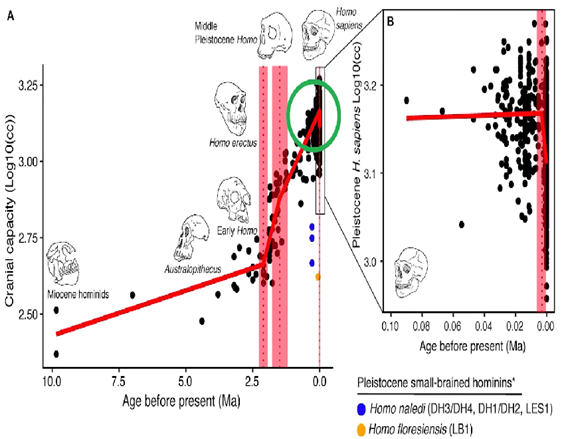 A
Middle
Pleistocene Homo
Homo
sapiens
B
Homo erectus
Early Homo
Australopithecus
Miocene hominids
Cranial capacity (Log10(cc))
3.25
3.00
2.75
2.50
10.0
7.5
5.0
2.5
0.0
Age before present (Ma)
Pleistocene H. sapiens Log10(cc)
3.2
3.1
3.0
0.10
0.08
0.06
0.04
0.02
0.00
Age before present (Ma)
Pleistocene small-brained hominins*
Homo naledi (DH3/DH4, DH1/DH2, LES1)
Homo floresiensis (LB1)